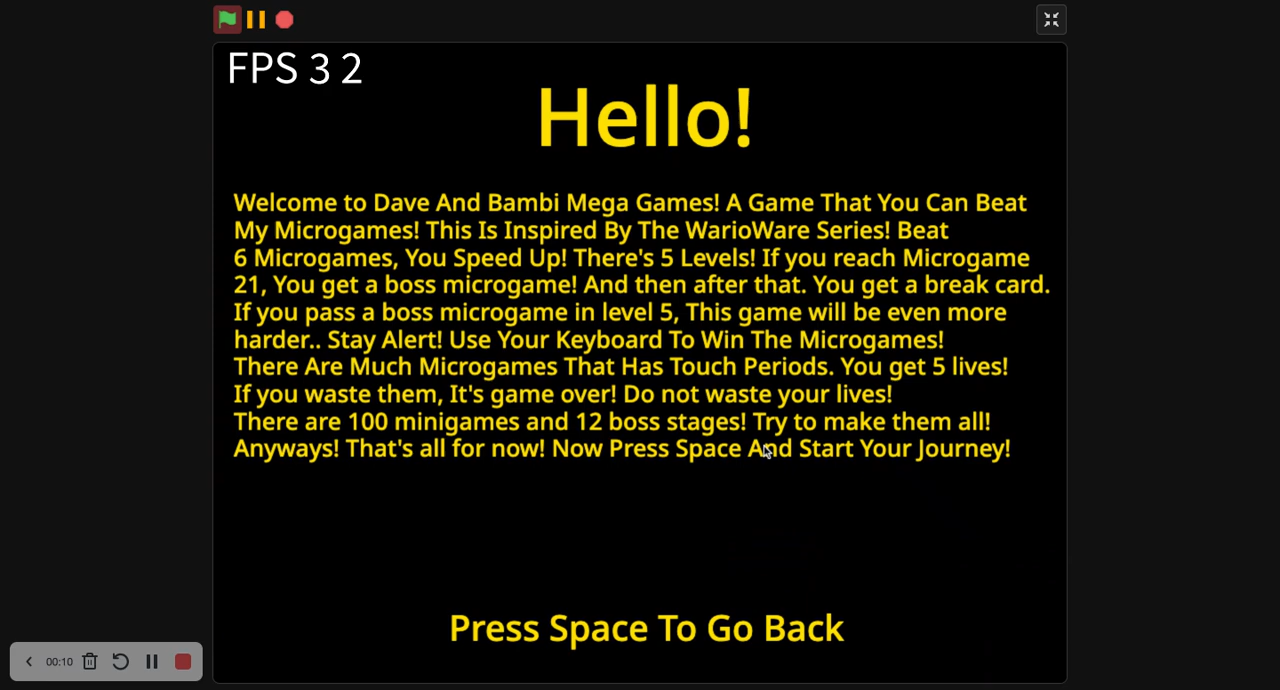 FPS 3 2
Hello!
Welcome to Dave And Bambi Mega Games! A Game That You Can Beat
My Microgames! This Is Inspired By The WarioWare Series! Beat
6 Microgames, You Speed Up! There's 5 Levels! If you reach Microgame
21, You get a boss microgame! And then after that. You get a break card.
If you pass a boss microgame in level 5, This game will be even more
harder.. Stay Alert! Use Your Keyboard To Win The Microgames!
There Are Much Microgames That Has Touch Periods. You get 5 lives!
If you waste them, It's game over! Do not waste your lives!
There are 100 minigames and 12 boss stages! Try to make them all!
Anyways! That's all for now! Now Press Space And Start Your Journey!
Press Space To Go Back
00:10